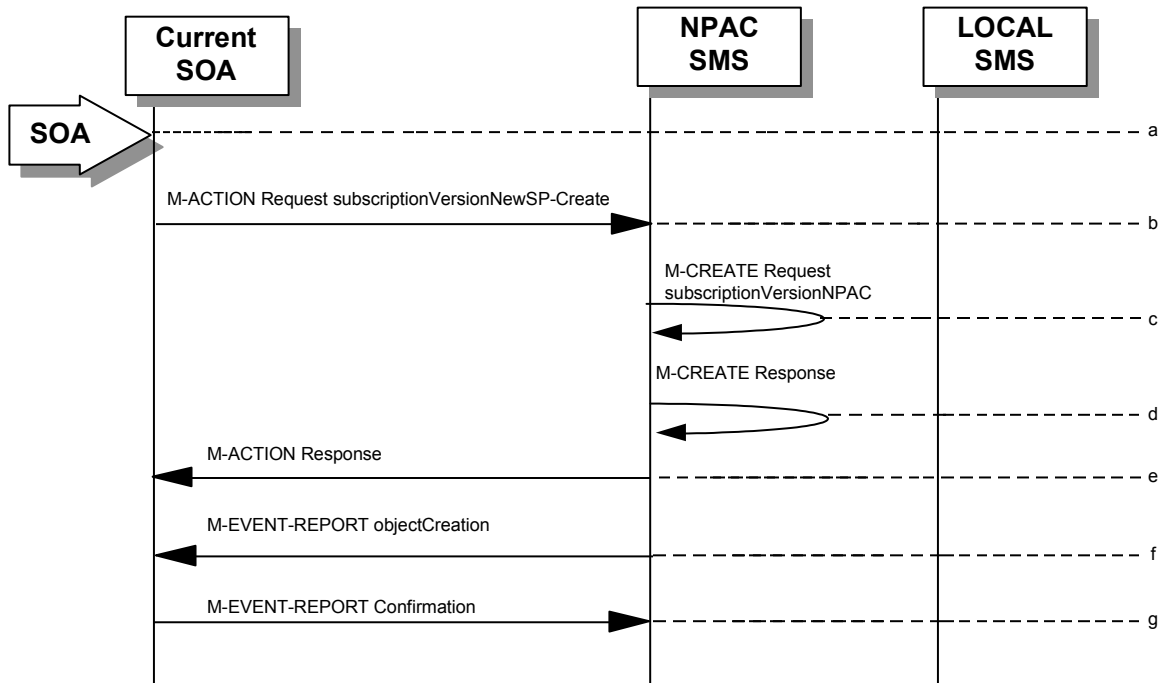 Current
SOA
NPAC
SMS
LOCAL
SMS
SOA
a
M-ACTION Request subscriptionVersionNewSP-Create
b
M-CREATE Request
subscriptionVersionNPAC
c
M-CREATE Response
d
M-ACTION Response
e
M-EVENT-REPORT objectCreation
f
M-EVENT-REPORT Confirmation
g